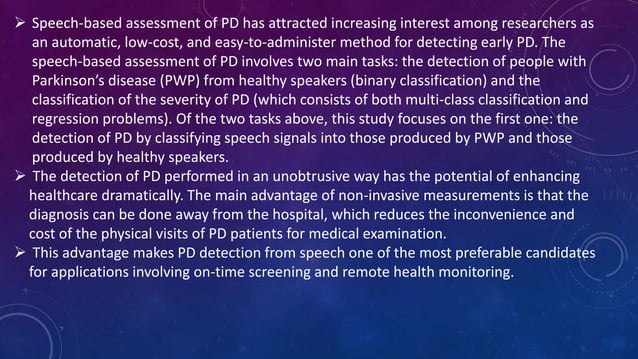 ➢ Speech-based assessment of PD has attracted increasing interest among researchers as
an automatic, low-cost, and easy-to-administer method for detecting early PD. The
speech-based assessment of PD involves two main tasks: the detection of people with
Parkinson’s disease (PWP) from healthy speakers (binary classification) and the
classification of the severity of PD (which consists of both multi-class classification and
regression problems). Of the two tasks above, this study focuses on the first one: the
detection of PD by classifying speech signals into those produced by PWP and those
produced by healthy speakers.
➢ The detection of PD performed in an unobtrusive way has the potential of enhancing
healthcare dramatically. The main advantage of non-invasive measurements is that the
diagnosis can be done away from the hospital, which reduces the inconvenience and
cost of the physical visits of PD patients for medical examination.
➢ This advantage makes PD detection from speech one of the most preferable candidates
for applications involving on-time screening and remote health monitoring.